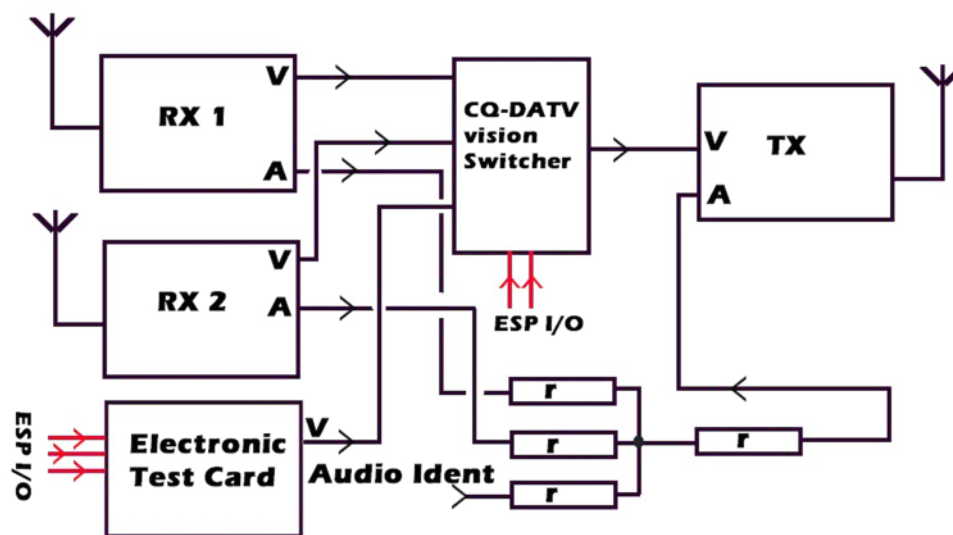 RX 1
V
A
CQ-DATV
vision
Switcher
TX
V
A
RX 2
V
A
ESP I/O
ESP I/O
Electronic
Test Card
V
Audio Ident
r
r
r
r